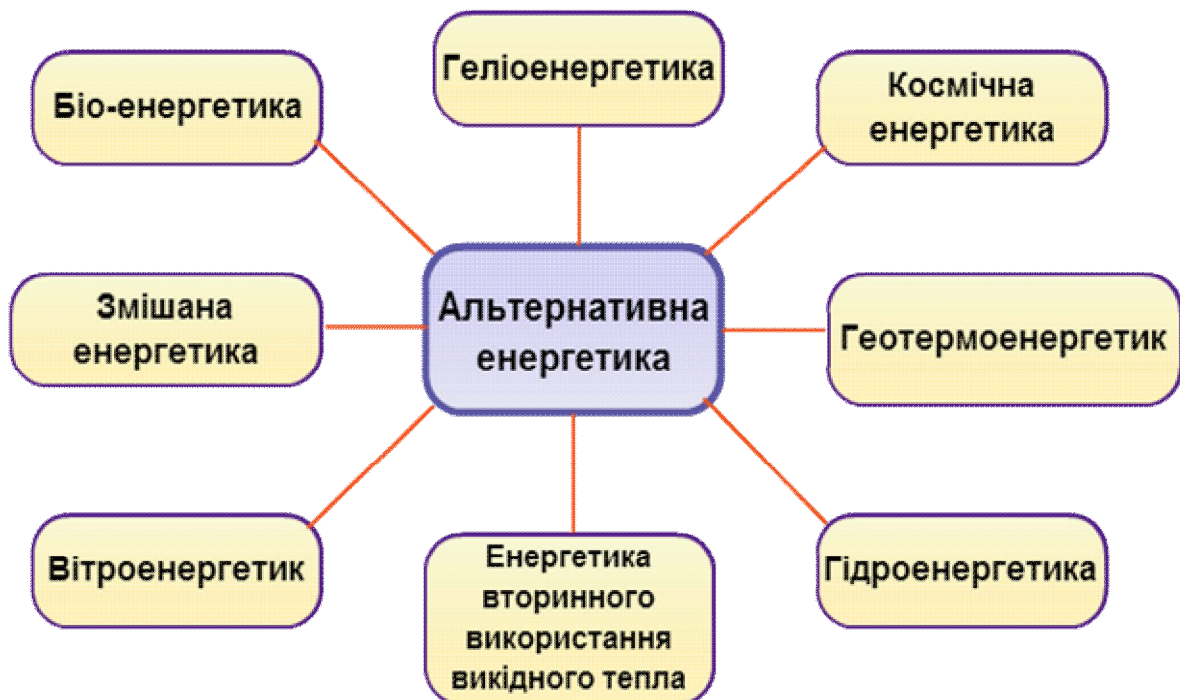 Геліоенергетика
Біо-енергетика
Космічна
енергетика
Змішана
енергетика
Альтернативна
енергетика
Геотермоенергетик
Вітроенергетик
Енергетика
вторинного
використання
викідного тепла
Гідроенергетика